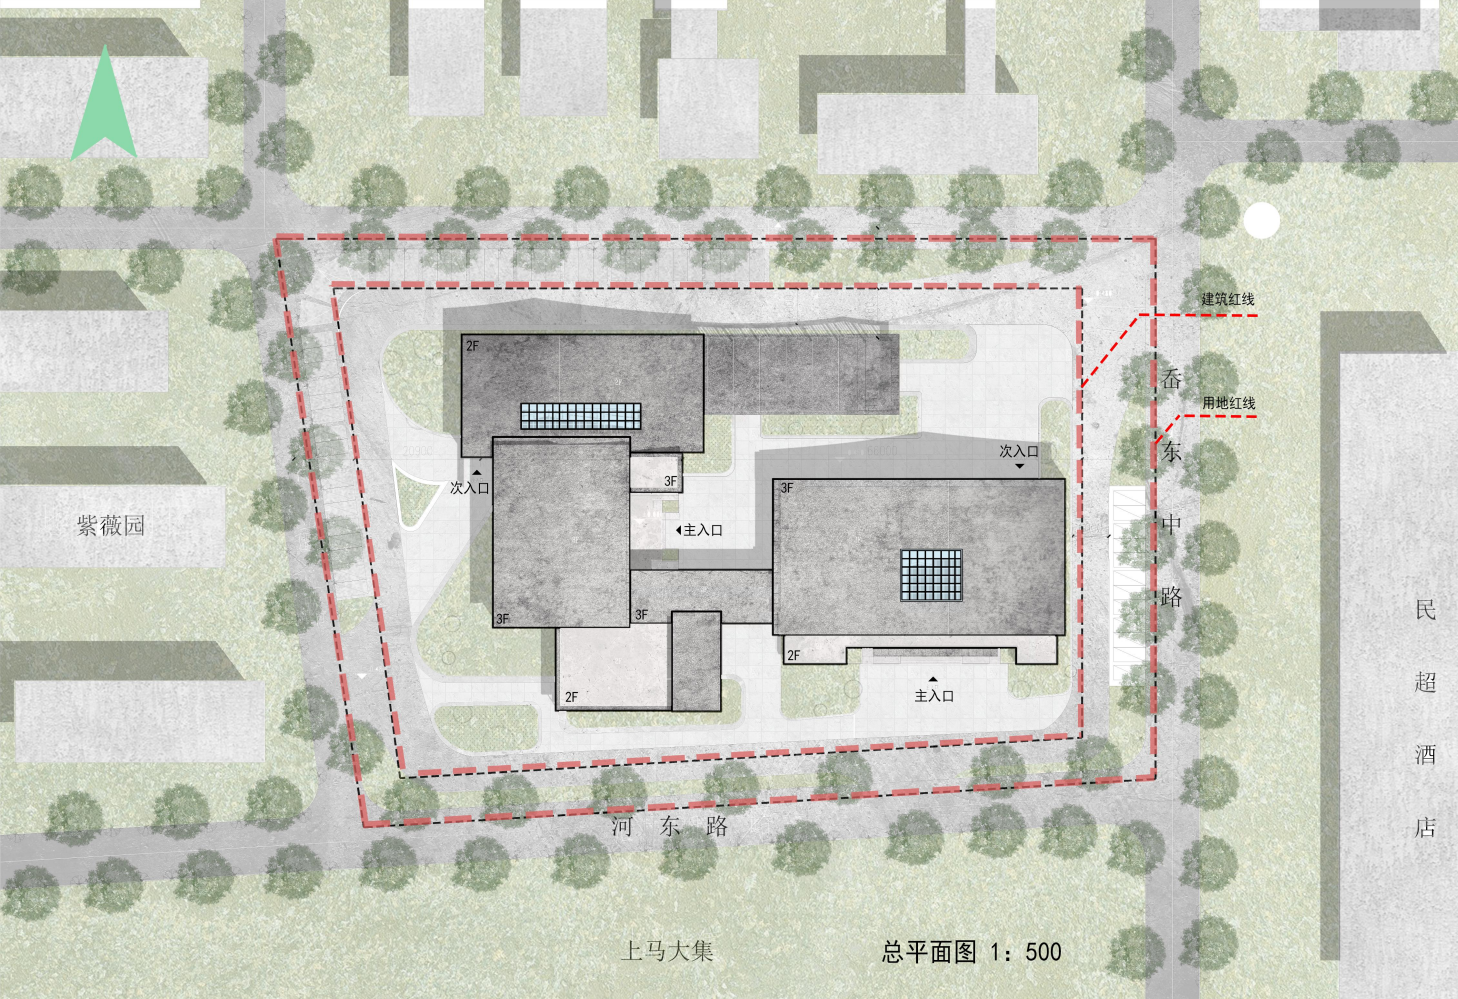 建筑红线
岳东中路
用地红线
2F
次入口
3F
次入口
3F
主入口
紫薇园
3F
3F
2F
2F
主入口
民超酒店
河东路
上马大集
总平面图 1：500